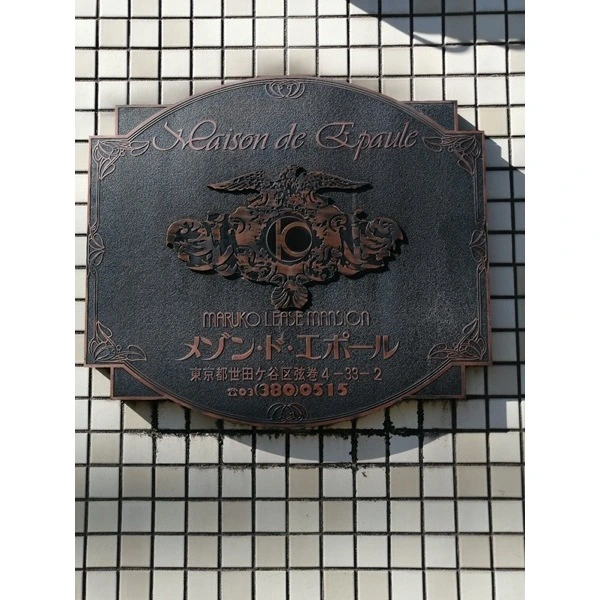 Maison de Epaule
MARUKO LEASE MANSION
メゾン・ド・エポール
東京都世田ケ谷区弦巻4-33-2
☎03(380)0515